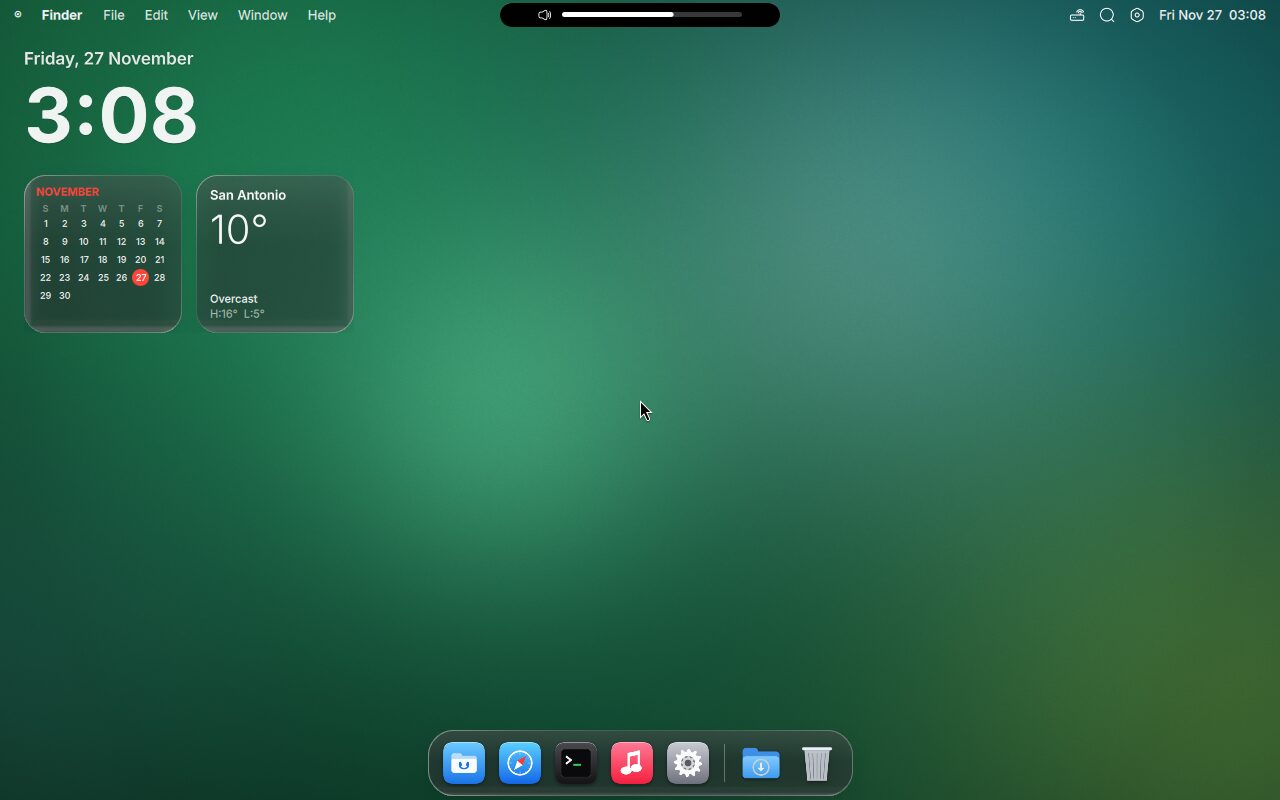 Finder File Edit View Window Help
Fri Nov 27 03:08
Friday, 27 November
3:08
NOVEMBER
S M T W T F S
1 2 3 4 5 6 7
8 9 10 11 12 13 14
15 16 17 18 19 20 21
22 23 24 25 26 27 28
29 30
San Antonio
10°
Overcast
H:16° L:5°